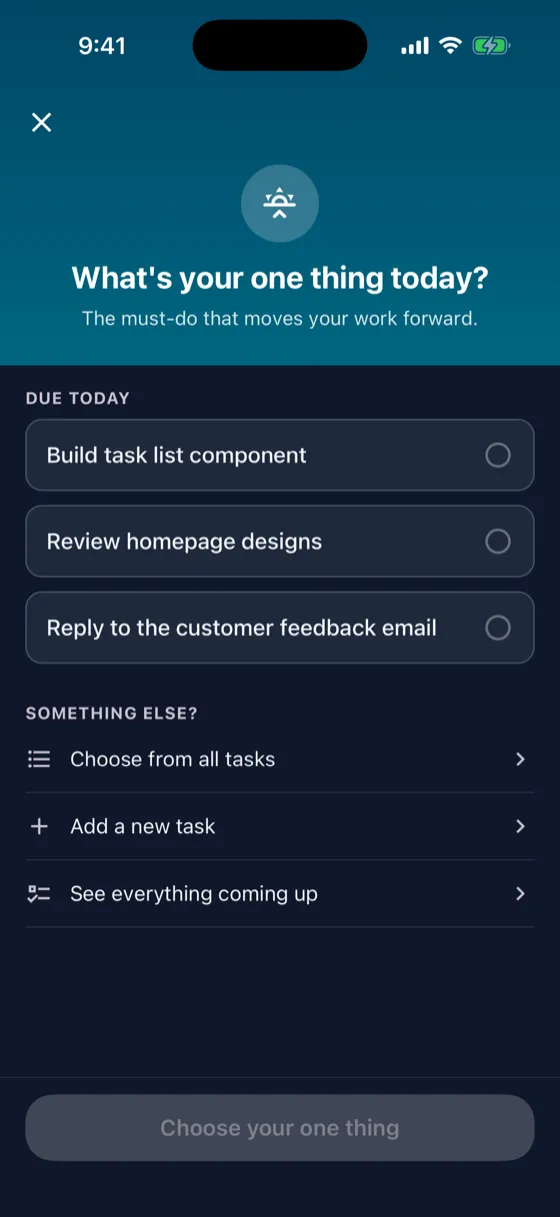 9:41
What's your one thing today?
The must-do that moves your work forward.
DUE TODAY
Build task list component
Review homepage designs
Reply to the customer feedback email
SOMETHING ELSE?
Choose from all tasks
Add a new task
See everything coming up
Choose your one thing